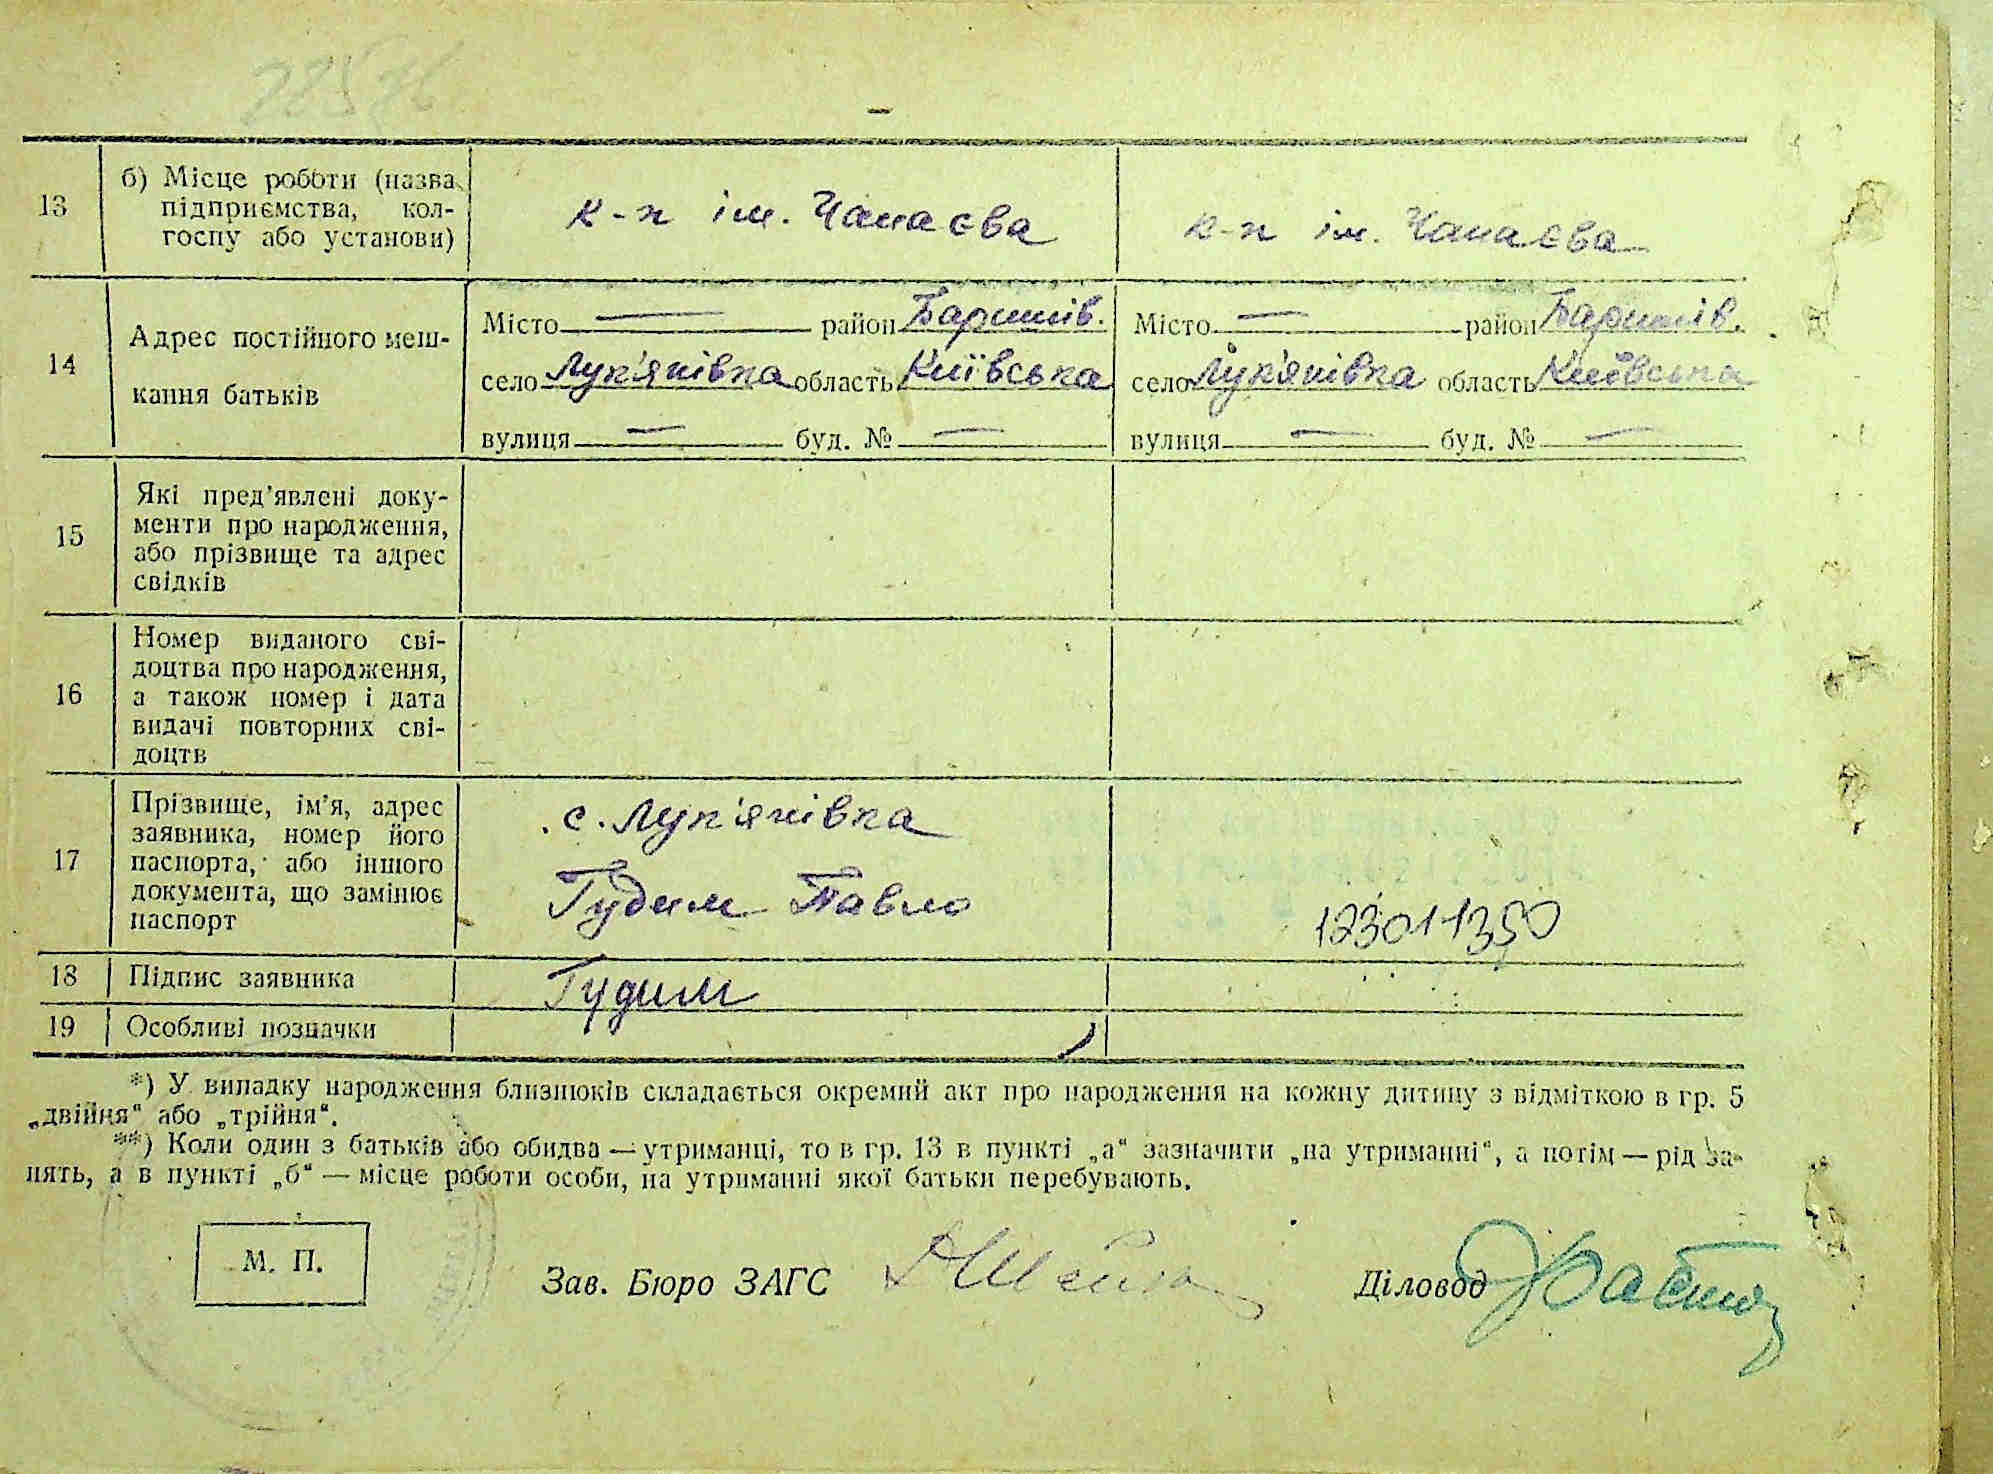 13
б) Місце роботи (назва
підприємства, кол-
госпу або установи)
к-п ім. Чапаєва
к-п ім. Чапаєва
14
Адрес постійного меш-
кання батьків
Місто — район Баришів.
село Лук'янівка область Київська
вулиця — буд. № —
Місто — район Баришів.
село Лук'янівка область Київська
вулиця — буд. № —
15
Які пред'явлені доку-
менти про народження,
або прізвище та адрес
свідків
16
Номер виданого сві-
доцтва про народження,
а також номер і дата
видачі повторних сві-
доцтв
17
Прізвище, ім'я, адрес
заявника, номер його
паспорта, або іншого
документа, що замінює
паспорт
с. Лук'янівка
Гудим Павло
123011350
18
Підпис заявника
Гудим
19
Особливі позначки
*) У випадку народження близнюків складається окремий акт про народження на кожну дитину з відміткою в гр. 5
„двійня“ або „трійня“.
**) Коли один з батьків або обидва — утриманці, то в гр. 13 в пункті „а“ зазначити „на утриманні“, а потім — рід за-
нять, а в пункті „б“ — місце роботи особи, на утриманні якої батьки перебувають.
М. П.
Зав. Бюро ЗАГС
Діловод